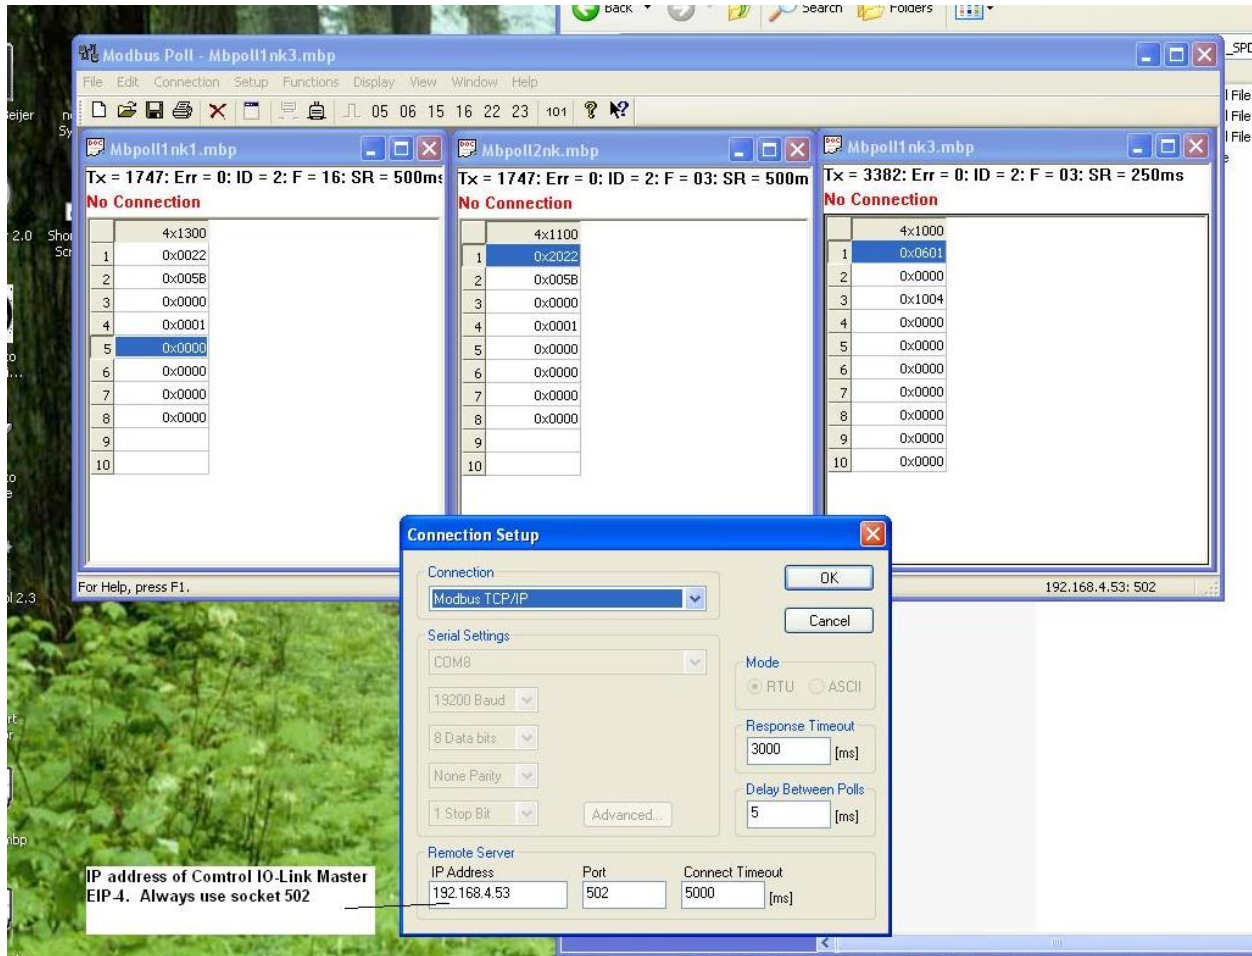 Back
Search
Folders
_SPD
Modbus Poll - Mbpoll1nk3.mbp
File Edit Connection Setup Functions Display View Window Help
05 06 15 16 22 23 101
Mbpoll1nk1.mbp
Tx = 1747: Err = 0: ID = 2: F = 16: SR = 500ms
No Connection
4x1300
1 0x0022
2 0x005B
3 0x0000
4 0x0001
5 0x0000
6 0x0000
7 0x0000
8 0x0000
9
10
Mbpoll2nk.mbp
Tx = 1747: Err = 0: ID = 2: F = 03: SR = 500m
No Connection
4x1100
1 0x2022
2 0x005B
3 0x0000
4 0x0001
5 0x0000
6 0x0000
7 0x0000
8 0x0000
9
10
Mbpoll1nk3.mbp
Tx = 3382: Err = 0: ID = 2: F = 03: SR = 250ms
No Connection
4x1000
1 0x0601
2 0x0000
3 0x1004
4 0x0000
5 0x0000
6 0x0000
7 0x0000
8 0x0000
9 0x0000
10 0x0000
For Help, press F1.
192.168.4.53: 502
Connection Setup
Connection
Modbus TCP/IP
OK
Cancel
Serial Settings
COM8
19200 Baud
8 Data bits
None Parity
1 Stop Bit
Advanced...
Mode
RTU ASCII
Response Timeout
3000 [ms]
Delay Between Polls
5 [ms]
Remote Server
IP Address Port Connect Timeout
192.168.4.53 502 5000 [ms]
IP address of Comtrol IO-Link Master
EIP-4. Always use socket 502
File
File
File
2.0
2.3